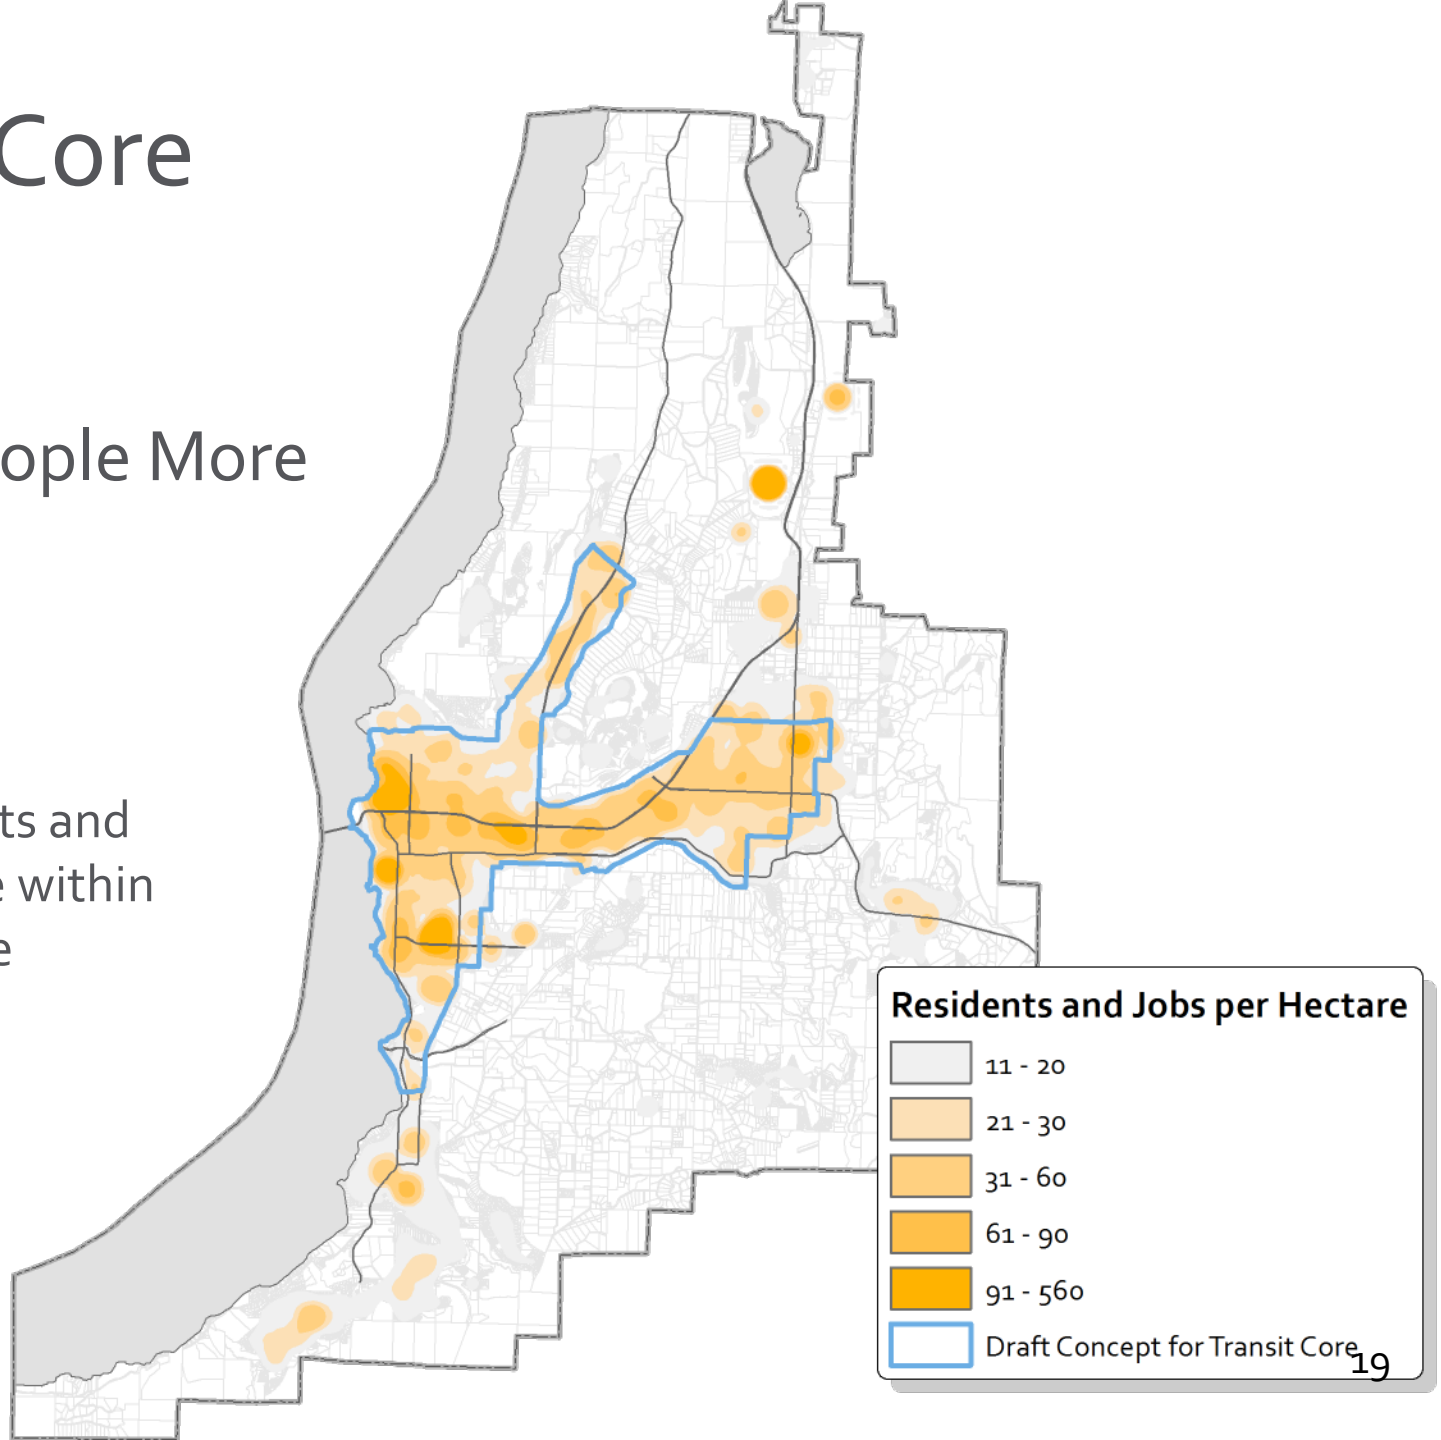 Core
ople More
ts and
e within
e
Residents and Jobs per Hectare
11 - 20
21 - 30
31 - 60
61 - 90
91 - 560
Draft Concept for Transit Core
19